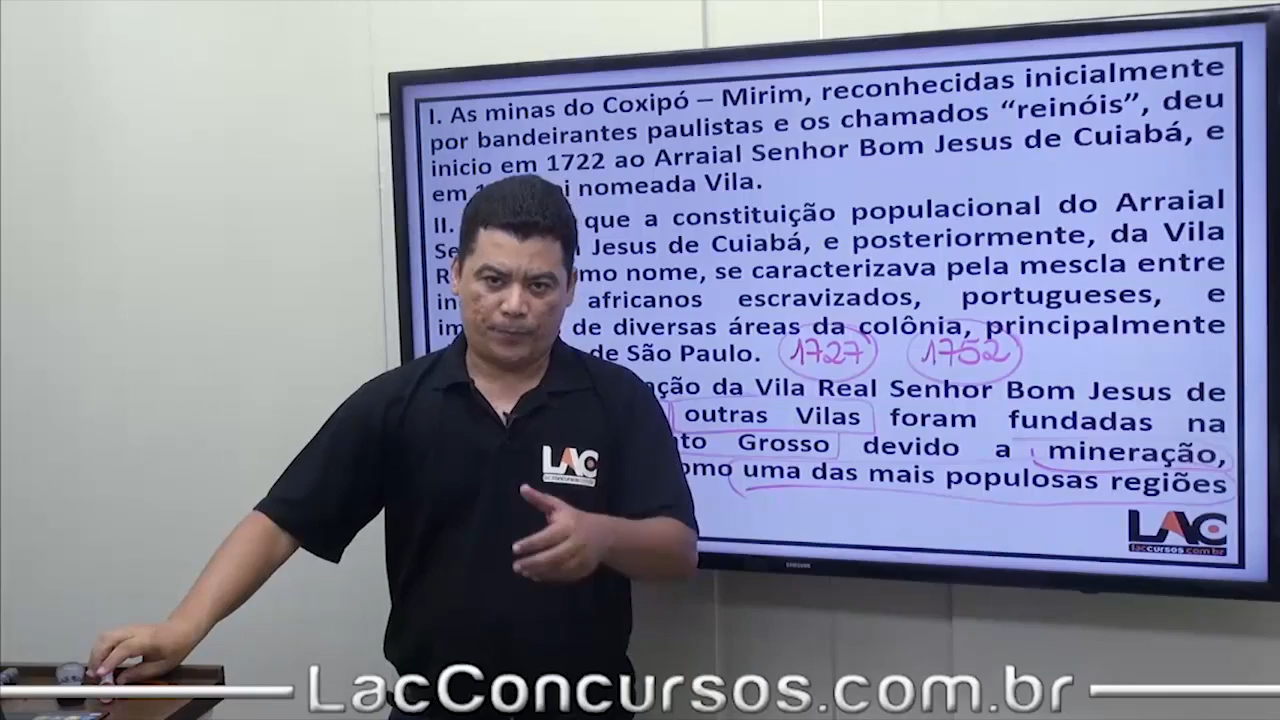 I. As minas do Coxipó – Mirim, reconhecidas inicialmente
por bandeirantes paulistas e os chamados “reinóis”, deu
inicio em 1722 ao Arraial Senhor Bom Jesus de Cuiabá, e
em nomeada Vila.
II. que a constituição populacional do Arraial
Jesus de Cuiabá, e posteriormente, da Vila
nome, se caracterizava pela mescla entre
africanos escravizados, portugueses, e
de diversas áreas da colônia, principalmente
de São Paulo. 1727 1752
da Vila Real Senhor Bom Jesus de
outras Vilas foram fundadas na
Grosso devido a mineração,
uma das mais populosas regiões
LAC
laccursos.com.br
SAMSUNG
LAC
LacConcursos.com.br